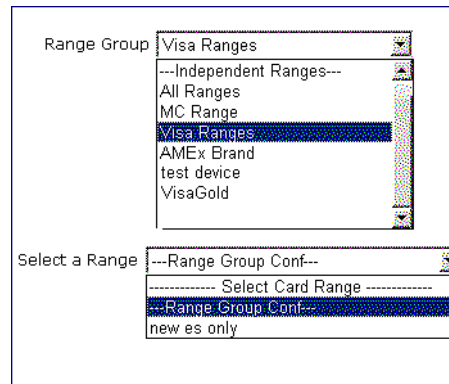 Range Group Visa Ranges
---Independent Ranges---
All Ranges
MC Range
Visa Ranges
AMEx Brand
test device
VisaGold
Select a Range ---Range Group Conf---
------------- Select Card Range -------------
---Range Group Conf---
new es only